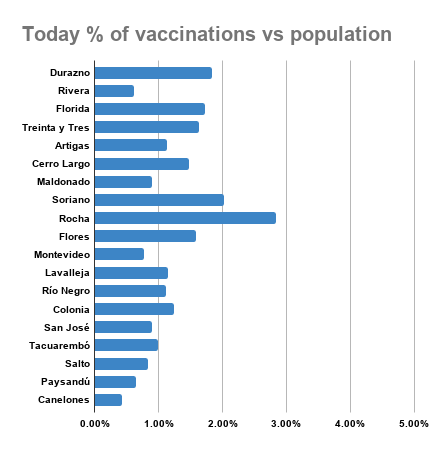 Today % of vaccinations vs population
Durazno
Rivera
Florida
Treinta y Tres
Artigas
Cerro Largo
Maldonado
Soriano
Rocha
Flores
Montevideo
Lavalleja
Río Negro
Colonia
San José
Tacuarembó
Salto
Paysandú
Canelones
0.00% 1.00% 2.00% 3.00% 4.00% 5.00%